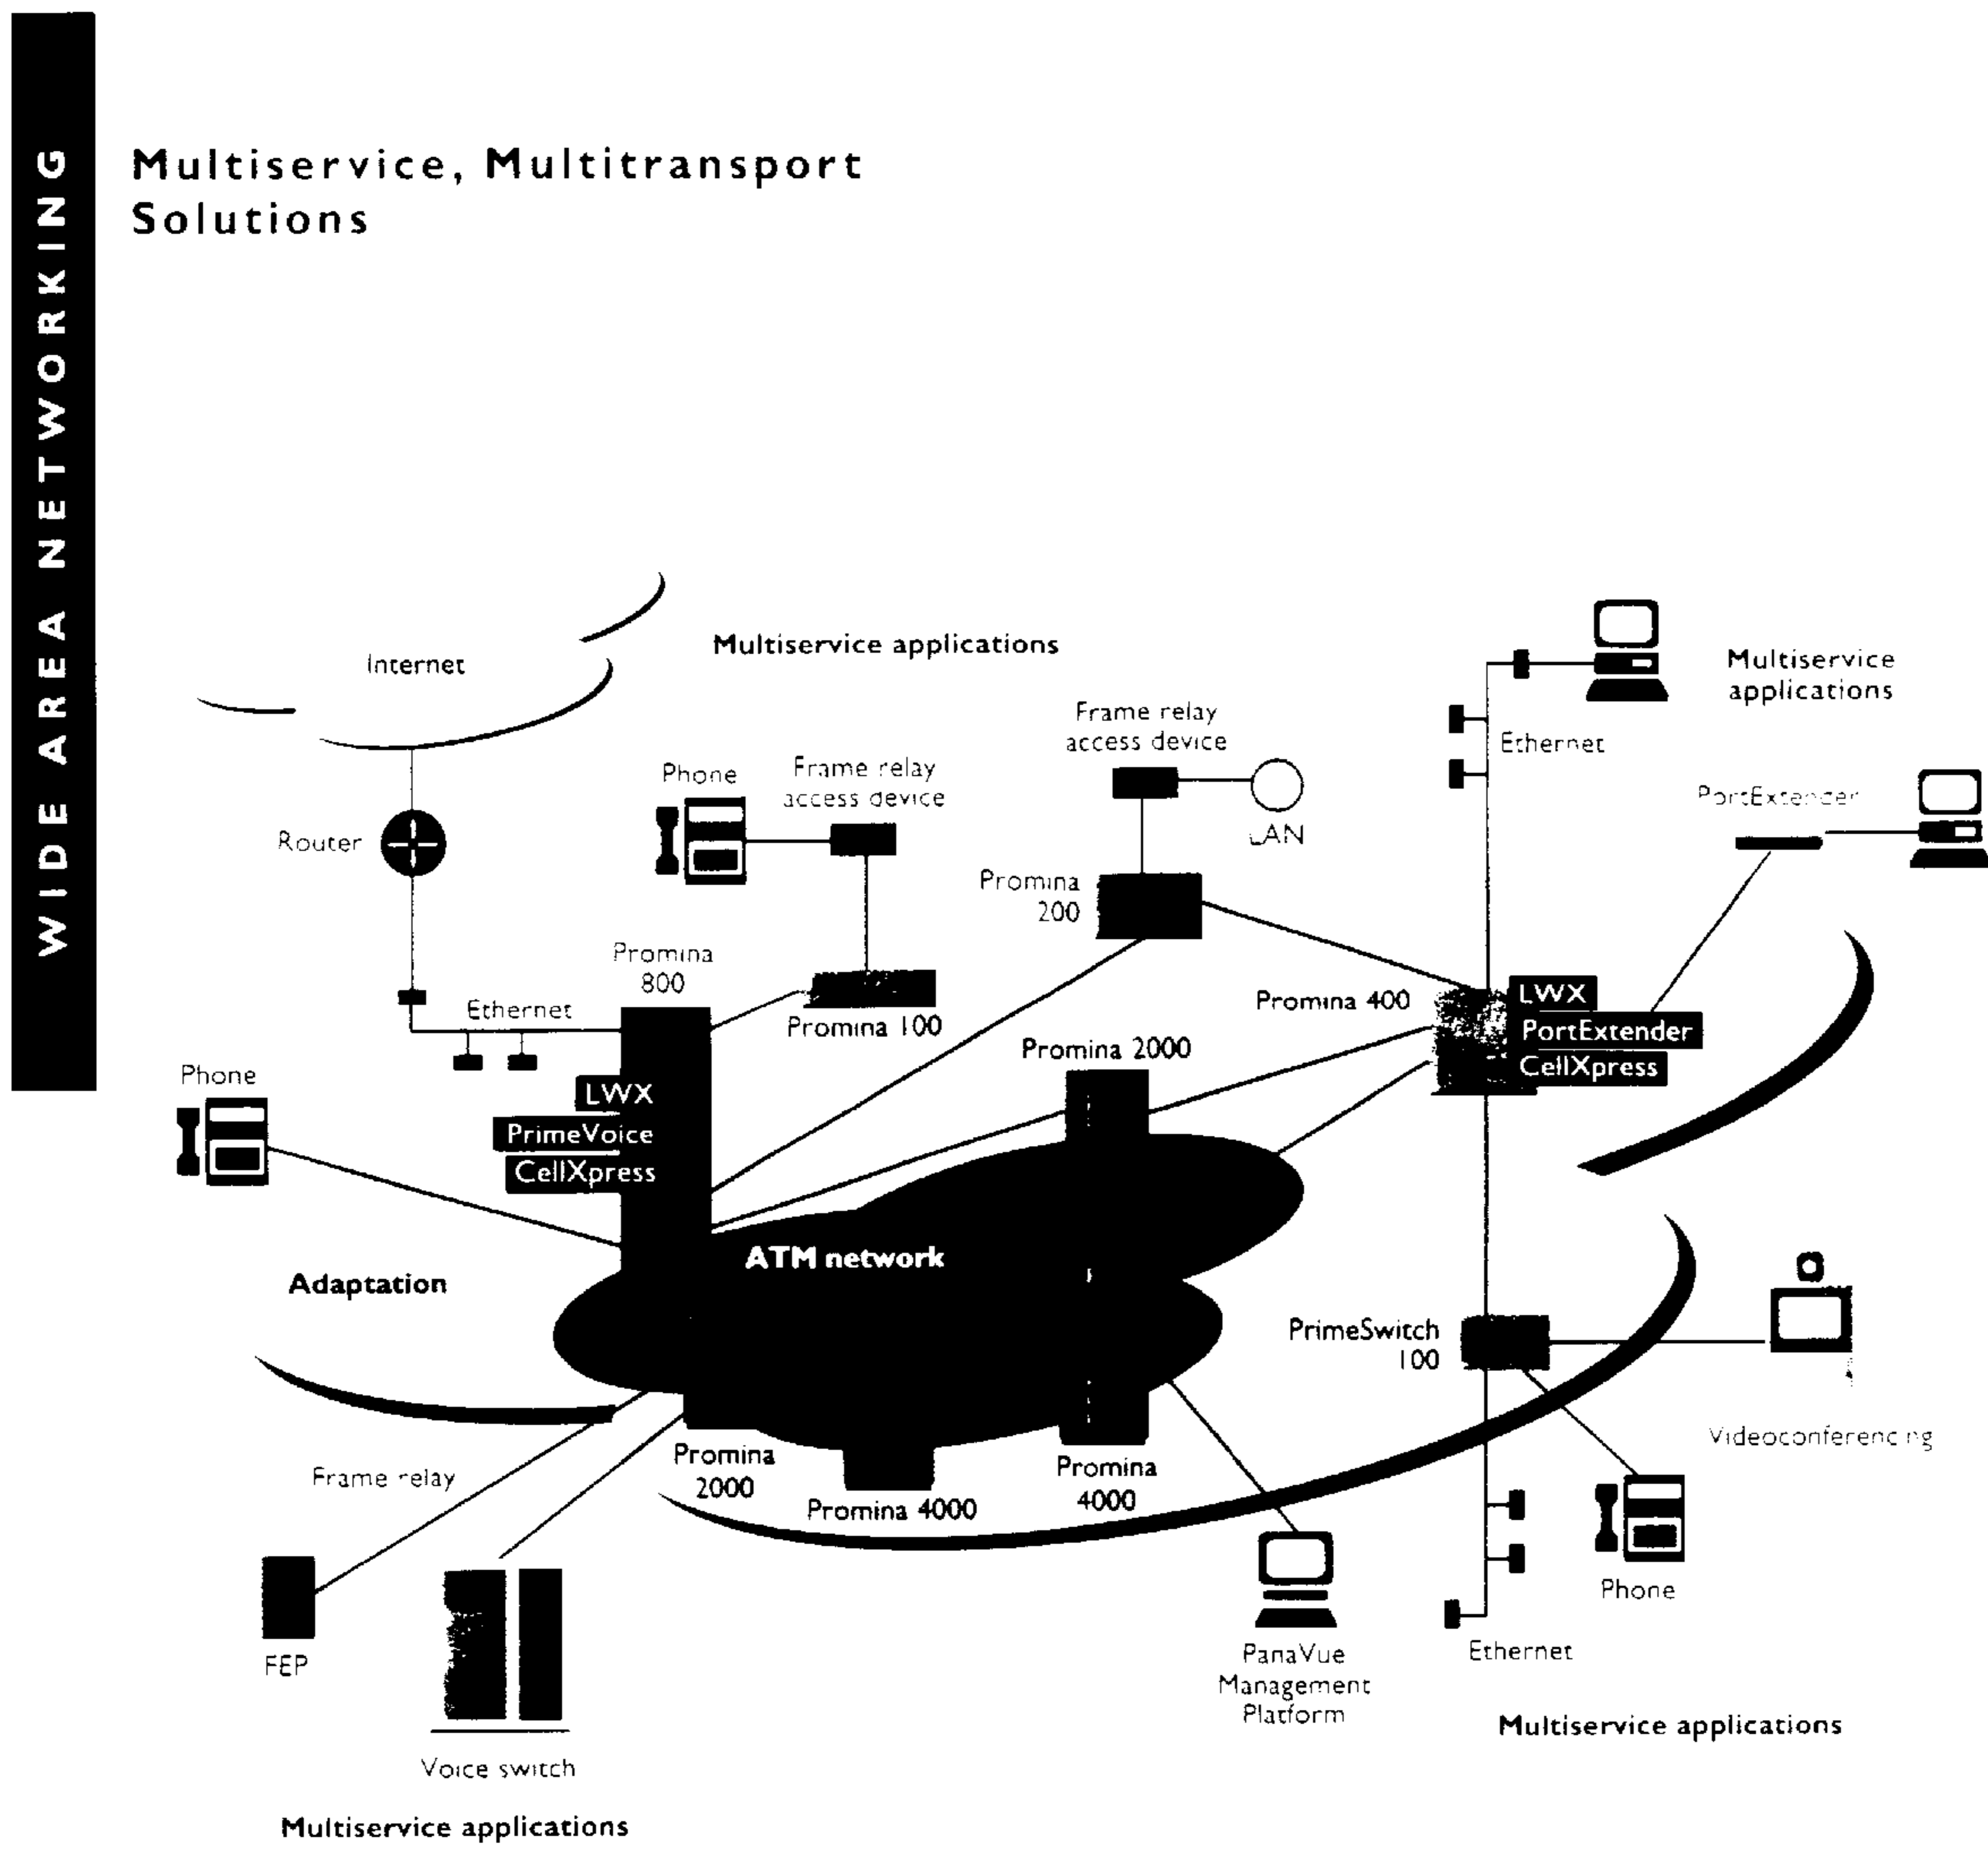 WIDE AREA NETWORKING
Multiservice, Multitransport
Solutions
Internet
Multiservice applications
Multiservice
applications
Frame relay
access device
Ethernet
Phone
Frame relay
access device
PortExtender
Router
LAN
Promina
200
Promina
800
Ethernet
Promina 100
Promina 400
LWX
PortExtender
CellXpress
Promina 2000
Phone
LWX
PrimeVoice
CellXpress
ATM network
Adaptation
PrimeSwitch
100
Videoconferencing
Promina
2000
Promina 4000
Promina
4000
Frame relay
Phone
FEP
Ethernet
PanaVue
Management
Platform
Multiservice applications
Voice switch
Multiservice applications